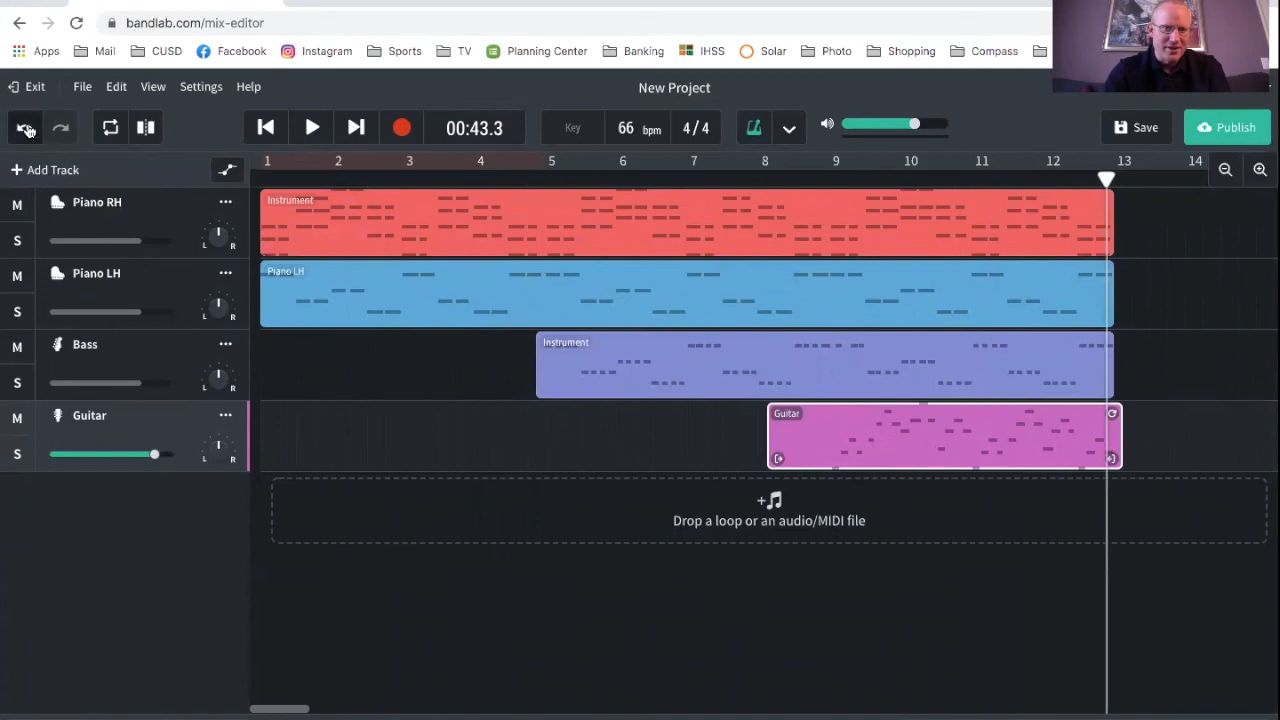 bandlab.com/mix-editor
Apps Mail CUSD Facebook Instagram Sports TV Planning Center Banking IHSS Solar Photo Shopping Compass
Exit File Edit View Settings Help New Project
00:43.3 Key 66 bpm 4/4 Save Publish
Add Track 1 2 3 4 5 6 7 8 9 10 11 12 13 14
M Piano RH Instrument
S L R
M Piano LH Piano LH
S L R
M Bass Instrument
S L R
M Guitar Guitar
S L R
Drop a loop or an audio/MIDI file